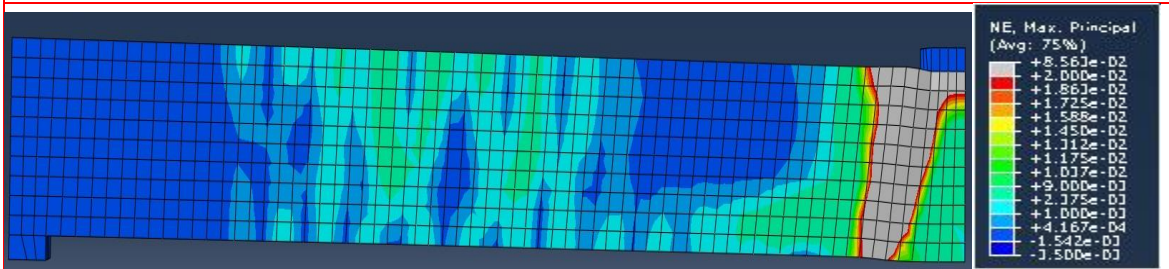 NE, Max. Principal
(Avg: 75%)
+8.563e-02
+2.000e-02
+1.863e-02
+1.725e-02
+1.588e-02
+1.450e-02
+1.312e-02
+1.175e-02
+1.037e-02
+9.000e-03
+2.375e-03
+1.000e-03
+4.167e-04
-1.542e-03
-3.500e-03